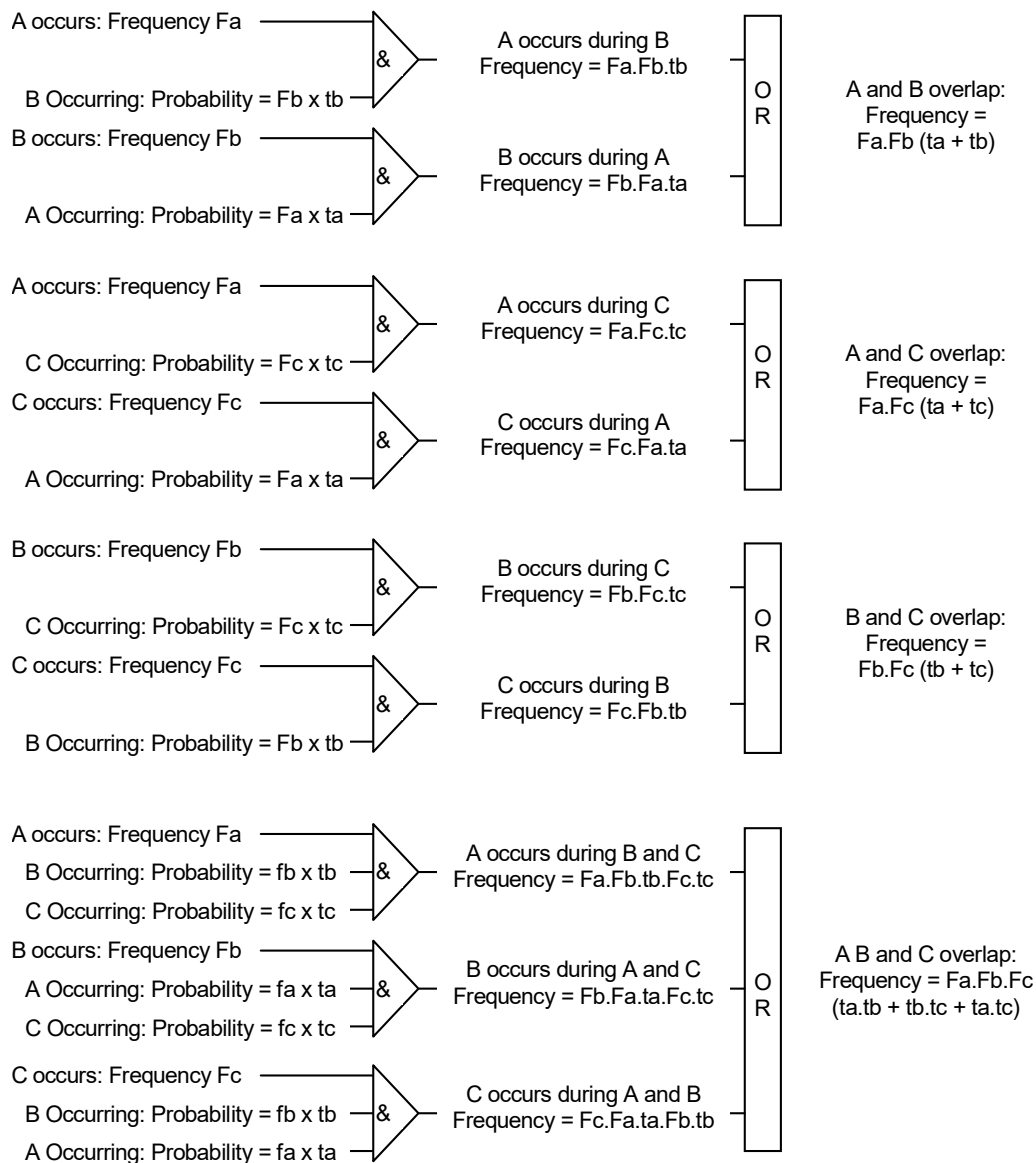 A occurs: Frequency Fa
&
B Occurring: Probability = Fb x tb
A occurs during B
Frequency = Fa.Fb.tb
B occurs: Frequency Fb
&
A Occurring: Probability = Fa x ta
B occurs during A
Frequency = Fb.Fa.ta
O
R
A and B overlap:
Frequency =
Fa.Fb (ta + tb)
A occurs: Frequency Fa
&
C Occurring: Probability = Fc x tc
A occurs during C
Frequency = Fa.Fc.tc
C occurs: Frequency Fc
&
A Occurring: Probability = Fa x ta
C occurs during A
Frequency = Fc.Fa.ta
O
R
A and C overlap:
Frequency =
Fa.Fc (ta + tc)
B occurs: Frequency Fb
&
C Occurring: Probability = Fc x tc
B occurs during C
Frequency = Fb.Fc.tc
C occurs: Frequency Fc
&
B Occurring: Probability = Fb x tb
C occurs during B
Frequency = Fc.Fb.tb
O
R
B and C overlap:
Frequency =
Fb.Fc (tb + tc)
A occurs: Frequency Fa
B Occurring: Probability = fb x tb
&
C Occurring: Probability = fc x tc
A occurs during B and C
Frequency = Fa.Fb.tb.Fc.tc
B occurs: Frequency Fb
A Occurring: Probability = fa x ta
&
C Occurring: Probability = fc x tc
B occurs during A and C
Frequency = Fb.Fa.ta.Fc.tc
C occurs: Frequency Fc
B Occurring: Probability = fb x tb
&
A Occurring: Probability = fa x ta
C occurs during A and B
Frequency = Fc.Fa.ta.Fb.tb
O
R
A B and C overlap:
Frequency = Fa.Fb.Fc
(ta.tb + tb.tc + ta.tc)